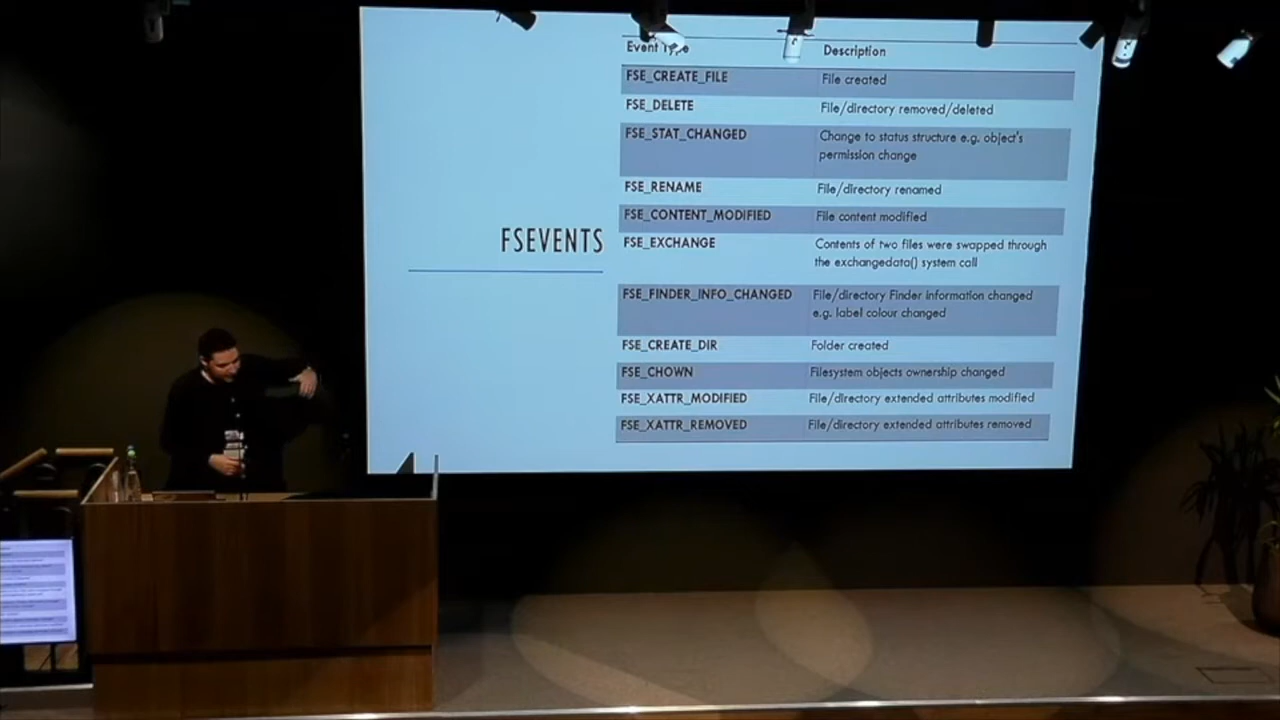 FSEVENTS
Event Type Description
FSE_CREATE_FILE File created
FSE_DELETE File/directory removed/deleted
FSE_STAT_CHANGED Change to status structure e.g. object's
permission change
FSE_RENAME File/directory renamed
FSE_CONTENT_MODIFIED File content modified
FSE_EXCHANGE Contents of two files were swapped through
the exchangedata() system call
FSE_FINDER_INFO_CHANGED File/directory Finder information changed
e.g. label colour changed
FSE_CREATE_DIR Folder created
FSE_CHOWN Filesystem objects ownership changed
FSE_XATTR_MODIFIED File/directory extended attributes modified
FSE_XATTR_REMOVED File/directory extended attributes removed